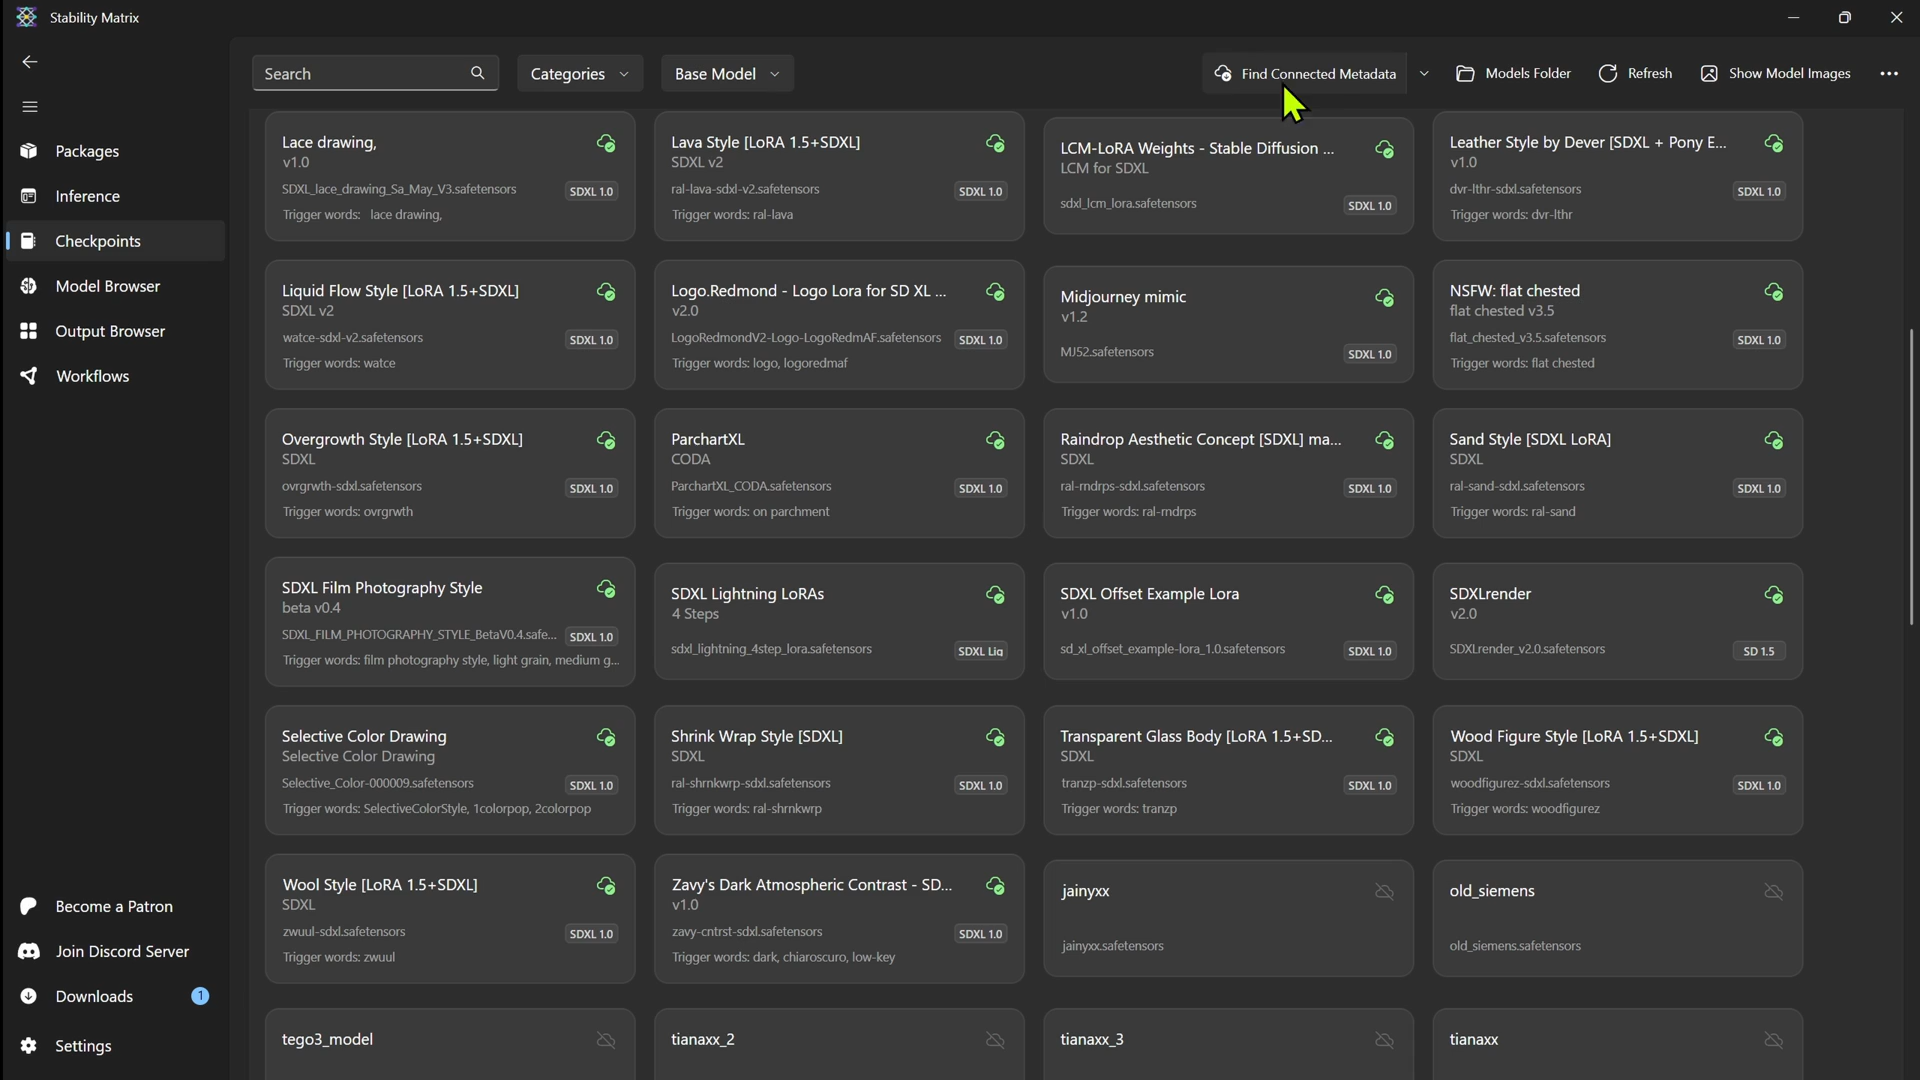 Stability Matrix
Search
Categories
Base Model
Find Connected Metadata
Models Folder
Refresh
Show Model Images
Packages
Inference
Checkpoints
Model Browser
Output Browser
Workflows
Become a Patron
Join Discord Server
Downloads 1
Settings
Lace drawing,
v1.0
SDXL_lace_drawing_Sa_May_V3.safetensors
SDXL 1.0
Trigger words: lace drawing,
Lava Style [LoRA 1.5+SDXL]
SDXL v2
ral-lava-sdxl-v2.safetensors
SDXL 1.0
Trigger words: ral-lava
LCM-LoRA Weights - Stable Diffusion ...
LCM for SDXL
sdxl_lcm_lora.safetensors
SDXL 1.0
Leather Style by Dever [SDXL + Pony E...
v1.0
dvr-lthr-sdxl.safetensors
SDXL 1.0
Trigger words: dvr-lthr
Liquid Flow Style [LoRA 1.5+SDXL]
SDXL v2
watce-sdxl-v2.safetensors
SDXL 1.0
Trigger words: watce
Logo.Redmond - Logo Lora for SD XL ...
v2.0
LogoRedmondV2-Logo-LogoRedmAF.safetensors
SDXL 1.0
Trigger words: logo, logoredmaf
Midjourney mimic
v1.2
MJ52.safetensors
SDXL 1.0
NSFW: flat chested
flat chested v3.5
flat_chested_v3.5.safetensors
SDXL 1.0
Trigger words: flat chested
Overgrowth Style [LoRA 1.5+SDXL]
SDXL
ovrgrwth-sdxl.safetensors
SDXL 1.0
Trigger words: ovrgrwth
ParchartXL
CODA
ParchartXL_CODA.safetensors
SDXL 1.0
Trigger words: on parchment
Raindrop Aesthetic Concept [SDXL] ma...
SDXL
ral-rndrps-sdxl.safetensors
SDXL 1.0
Trigger words: ral-rndrps
Sand Style [SDXL LoRA]
SDXL
ral-sand-sdxl.safetensors
SDXL 1.0
Trigger words: ral-sand
SDXL Film Photography Style
beta v0.4
SDXL_FILM_PHOTOGRAPHY_STYLE_BetaV0.4.safe...
SDXL 1.0
Trigger words: film photography style, light grain, medium g...
SDXL Lightning LoRAs
4 Steps
sdxl_lightning_4step_lora.safetensors
SDXL Lig
SDXL Offset Example Lora
v1.0
sd_xl_offset_example-lora_1.0.safetensors
SDXL 1.0
SDXLrender
v2.0
SDXLrender_v2.0.safetensors
SD 1.5
Selective Color Drawing
Selective Color Drawing
Selective_Color-000009.safetensors
SDXL 1.0
Trigger words: SelectiveColorStyle, 1colorpop, 2colorpop
Shrink Wrap Style [SDXL]
SDXL
ral-shrnkwrp-sdxl.safetensors
SDXL 1.0
Trigger words: ral-shrnkwrp
Transparent Glass Body [LoRA 1.5+SD...
SDXL
tranzp-sdxl.safetensors
SDXL 1.0
Trigger words: tranzp
Wood Figure Style [LoRA 1.5+SDXL]
SDXL
woodfigurez-sdxl.safetensors
SDXL 1.0
Trigger words: woodfigurez
Wool Style [LoRA 1.5+SDXL]
SDXL
zwuul-sdxl.safetensors
SDXL 1.0
Trigger words: zwuul
Zavy's Dark Atmospheric Contrast - SD...
v1.0
zavy-cntrst-sdxl.safetensors
SDXL 1.0
Trigger words: dark, chiaroscuro, low-key
jainyxx
jainyxx.safetensors
old_siemens
old_siemens.safetensors
tego3_model
tianaxx_2
tianaxx_3
tianaxx